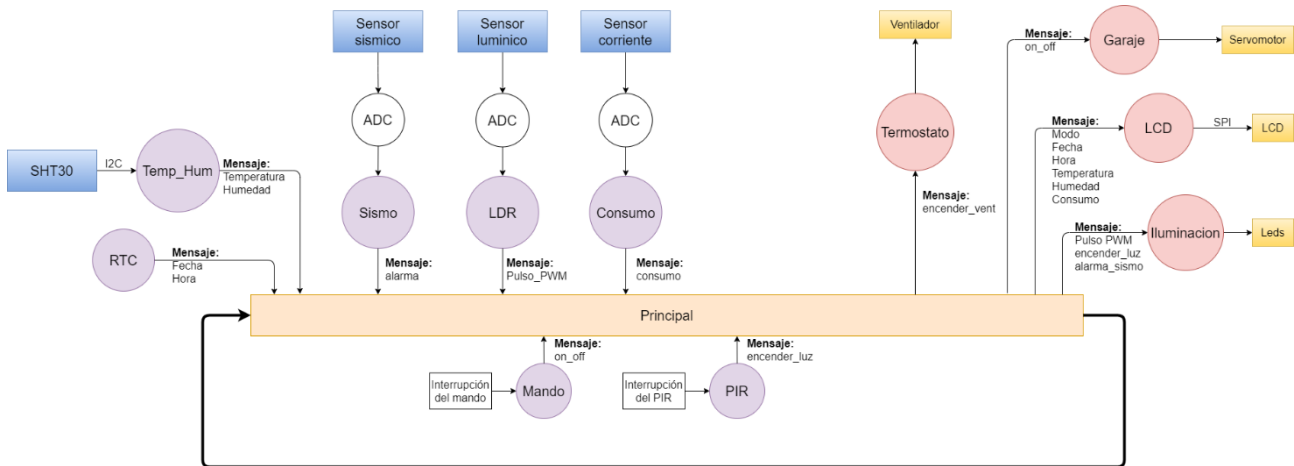 Sensor
sísmico
Sensor
luminico
Sensor
corriente
Ventilador
Mensaje:
on_off
Garaje
Servomotor
ADC
ADC
ADC
Termostato
Mensaje:
Modo
Fecha
Hora
Temperatura
Humedad
Consumo
LCD
SPI
LCD
SHT30
I2C
Temp_Hum
Mensaje:
Temperatura
Humedad
Sismo
LDR
Consumo
Mensaje:
encender_vent
Mensaje:
Pulso PWM
encender_luz
alarma_sismo
Iluminacion
Leds
RTC
Mensaje:
Fecha
Hora
Mensaje:
alarma
Mensaje:
Pulso_PWM
Mensaje:
consumo
Principal
Mensaje:
on_off
Mensaje:
encender_luz
Interrupción
del mando
Mando
Interrupción
del PIR
PIR